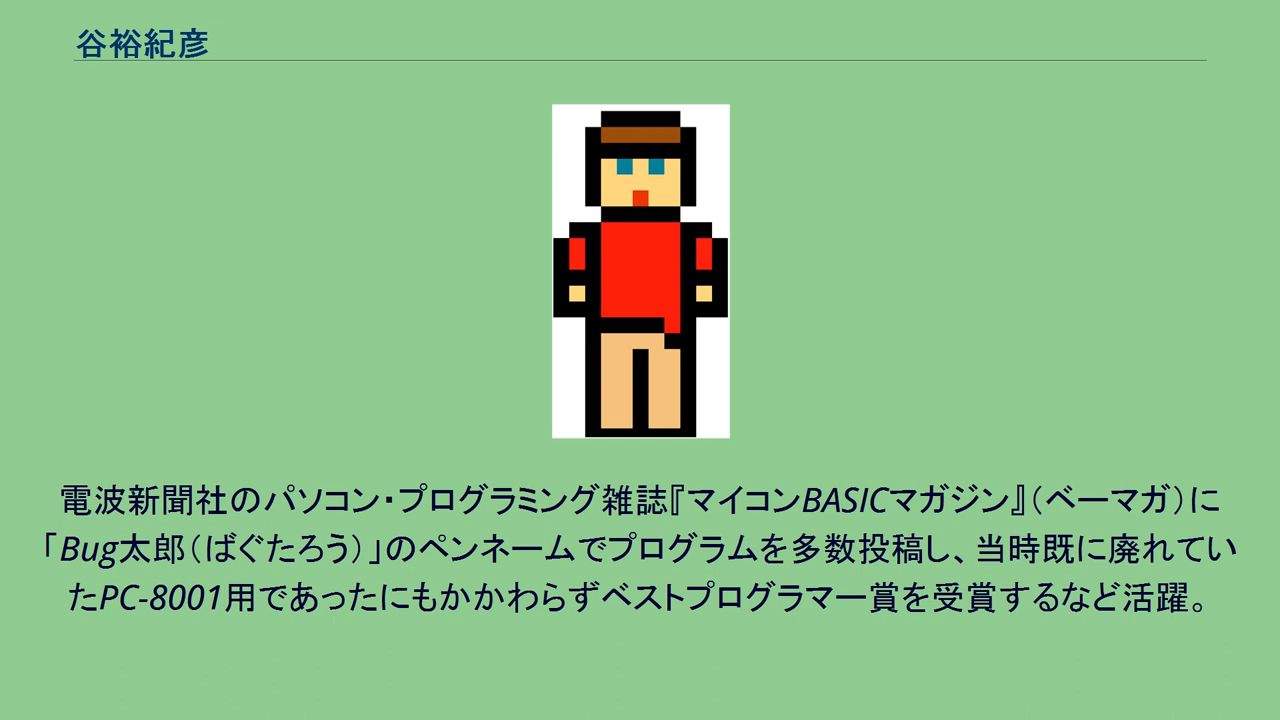 谷裕紀彦
電波新聞社のパソコン・プログラミング雑誌『マイコンBASICマガジン』（ベーマガ）に
「Bug太郎（ばぐたろう）」のペンネームでプログラムを多数投稿し、当時既に廃れてい
たPC-8001用であったにもかかわらずベストプログラマー賞を受賞するなど活躍。